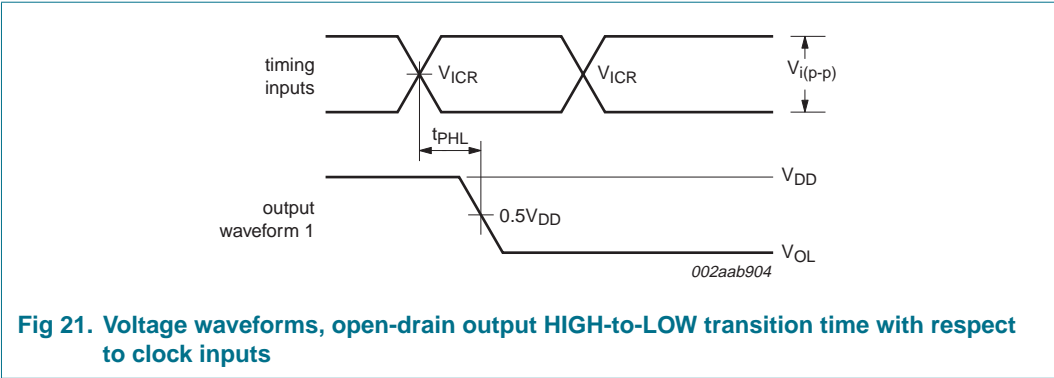 timing
inputs
VICR
VICR
Vi(p-p)
tPHL
VDD
output
waveform 1
0.5VDD
VOL
002aab904
Fig 21. Voltage waveforms, open-drain output HIGH-to-LOW transition time with respect
to clock inputs